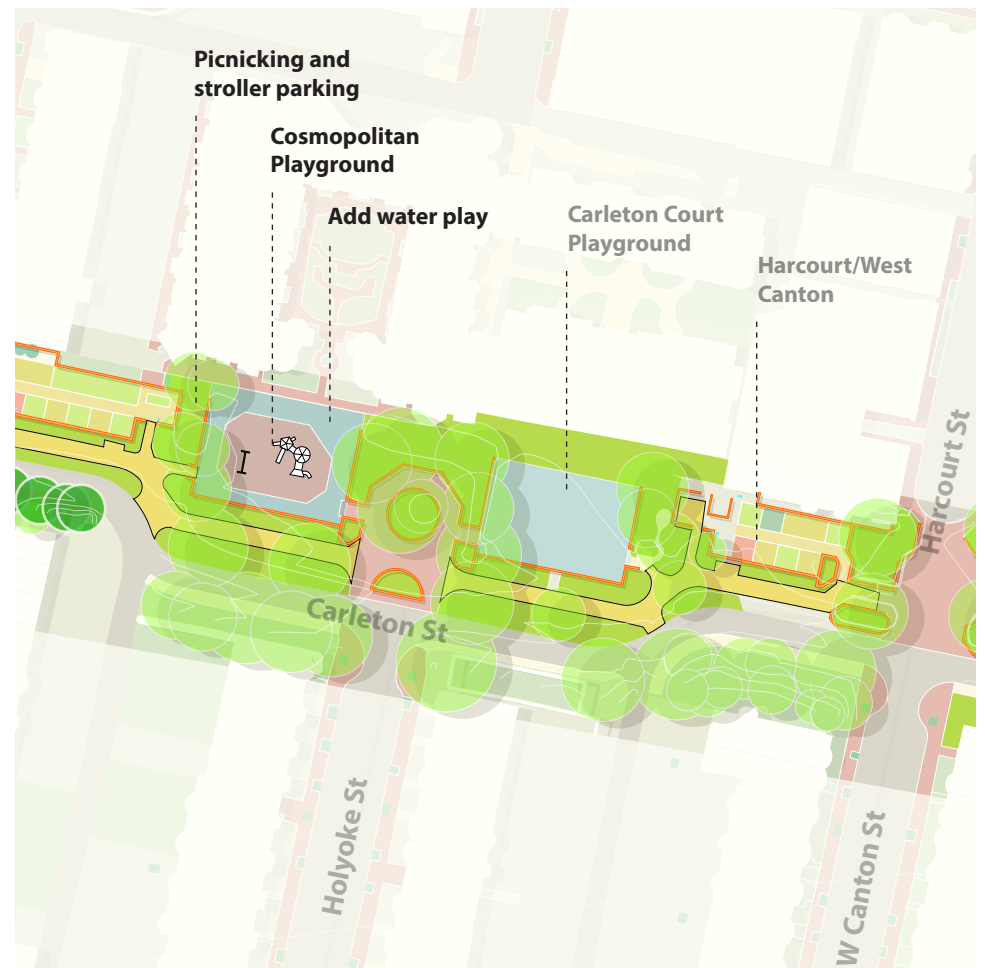 Picnicking and
stroller parking
Cosmopolitan
Playground
Add water play
Carleton Court
Playground
Harcourt/West
Canton
Harcourt St
Carleton St
Holyoke St
W Canton St